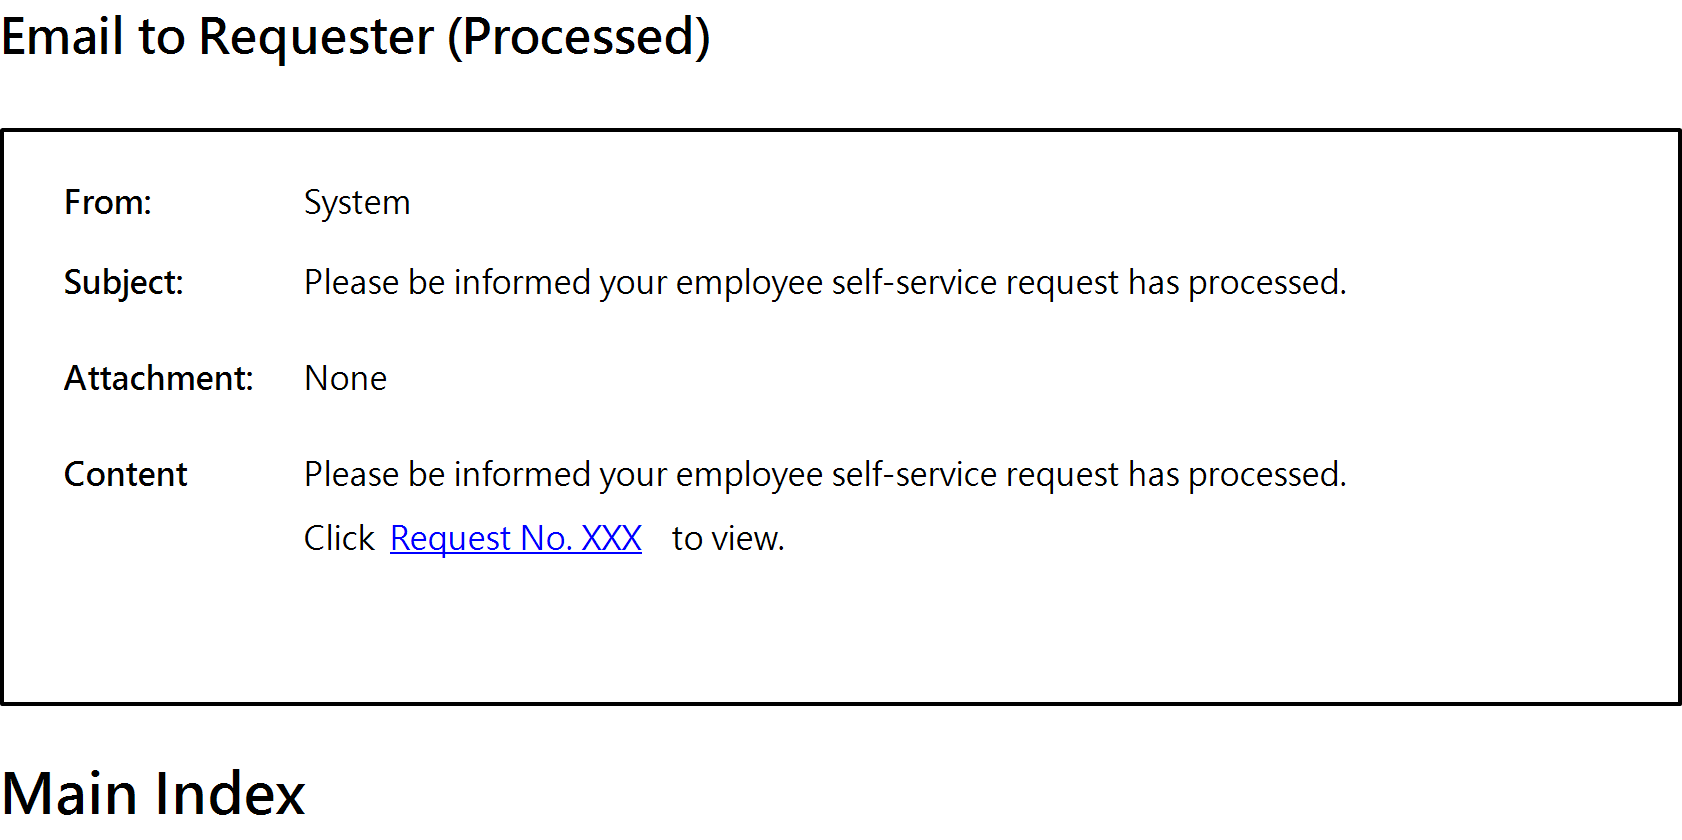 Email to Requester (Processed)
From: System
Subject: Please be informed your employee self-service request has processed.
Attachment: None
Content Please be informed your employee self-service request has processed.
Click Request No. XXX to view.
Main Index